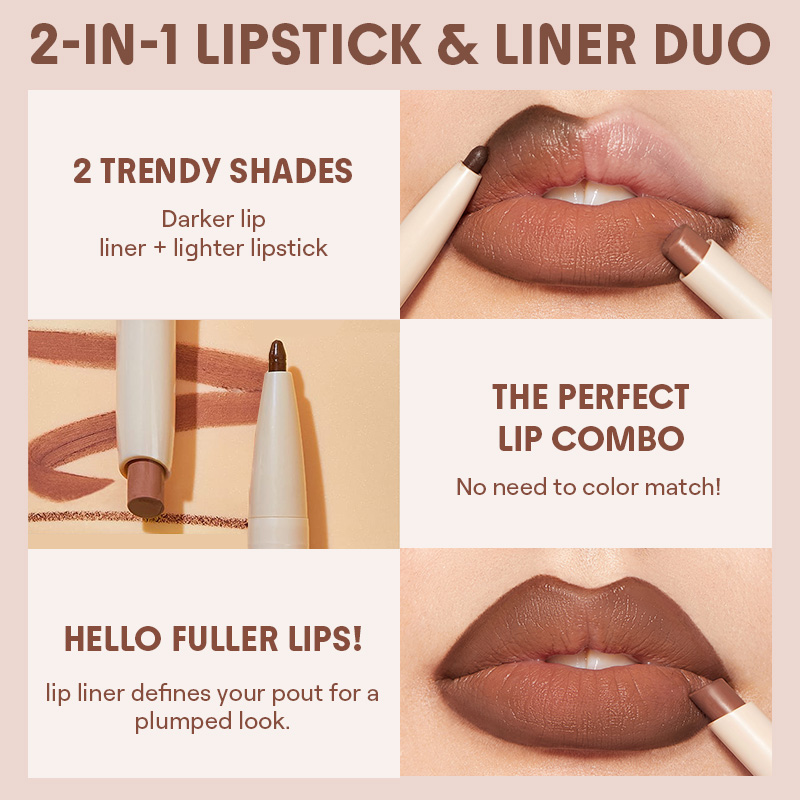 2-IN-1 LIPSTICK & LINER DUO
2 TRENDY SHADES
Darker lip
liner + lighter lipstick
THE PERFECT
LIP COMBO
No need to color match!
HELLO FULLER LIPS!
lip liner defines your pout for a
plumped look.